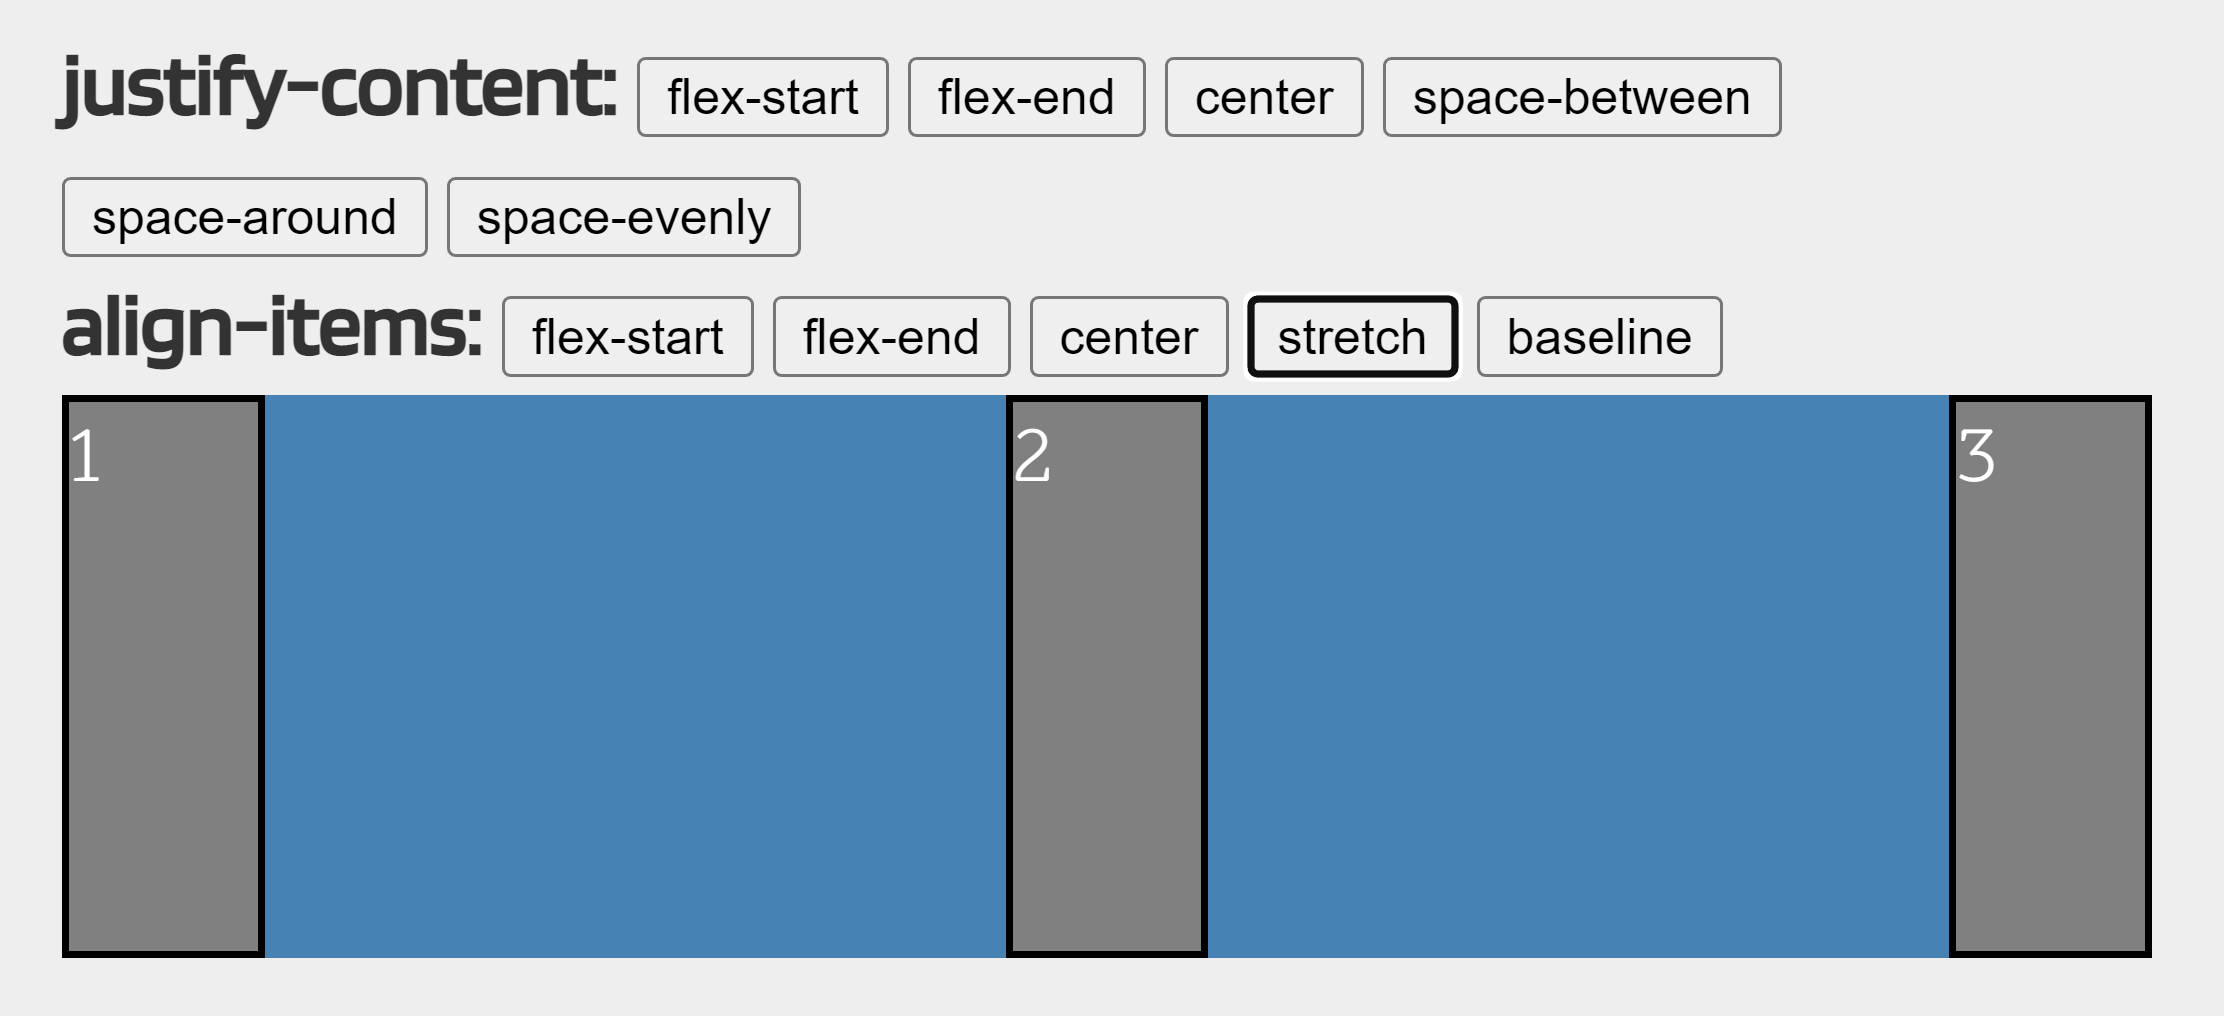 justify-content: flex-start flex-end center space-between
space-around space-evenly
align-items: flex-start flex-end center stretch baseline
1 2 3